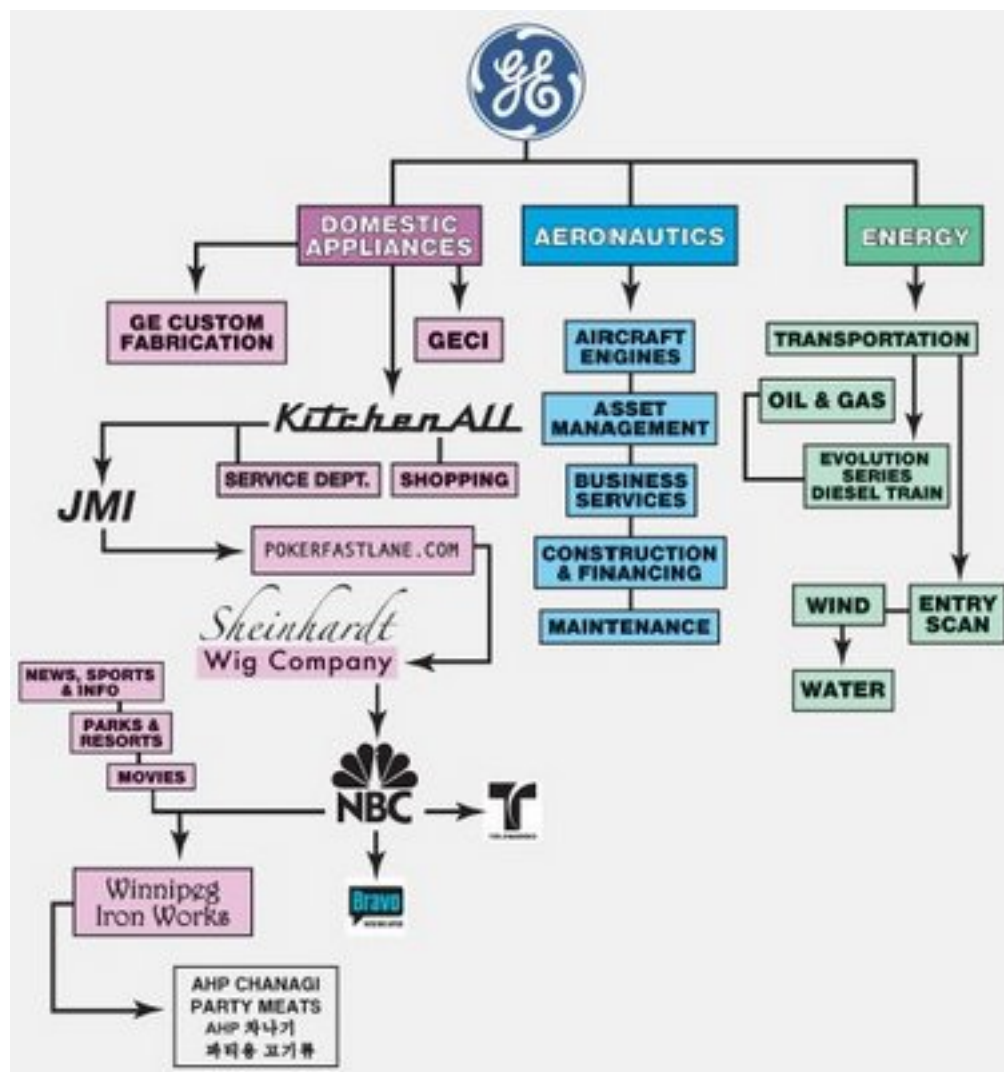 GE
DOMESTIC
APPLIANCES
AERONAUTICS
ENERGY
GE CUSTOM
FABRICATION
GECI
AIRCRAFT
ENGINES
TRANSPORTATION
KitchenAll
ASSET
MANAGEMENT
OIL & GAS
SERVICE DEPT.
SHOPPING
BUSINESS
SERVICES
EVOLUTION
SERIES
DIESEL TRAIN
JMI
POKERFASTLANE.COM
CONSTRUCTION
& FINANCING
Sheinhardt
Wig Company
MAINTENANCE
WIND
ENTRY
SCAN
WATER
NEWS, SPORTS
& INFO
PARKS &
RESORTS
MOVIES
NBC
T
Bravo
Winnipeg
Iron Works
AHP CHANAGI
PARTY MEATS
AHP 차나기
파티용 고기류